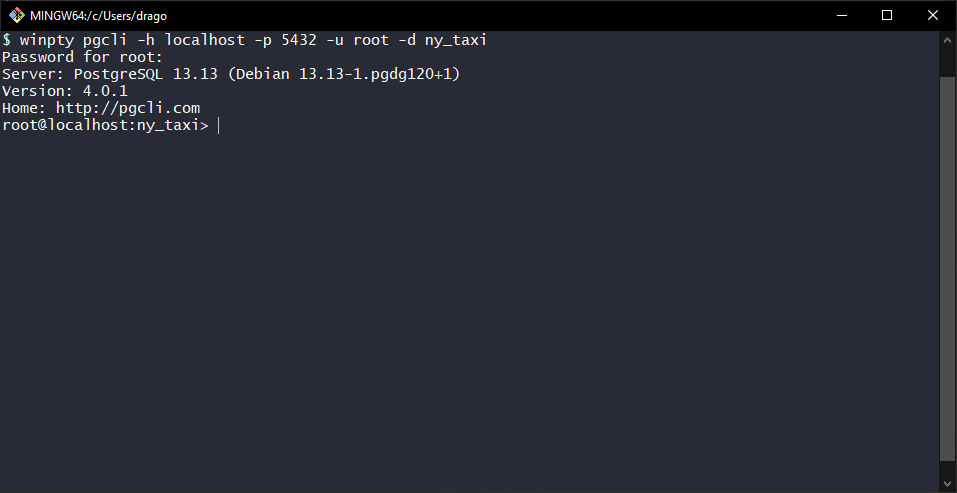 MINGW64:/c/Users/drago
$ winpty pgcli -h localhost -p 5432 -u root -d ny_taxi
Password for root:
Server: PostgreSQL 13.13 (Debian 13.13-1.pgdg120+1)
Version: 4.0.1
Home: http://pgcli.com
root@localhost:ny_taxi>